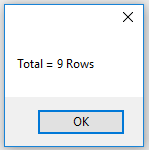 Total = 9 Rows
OK